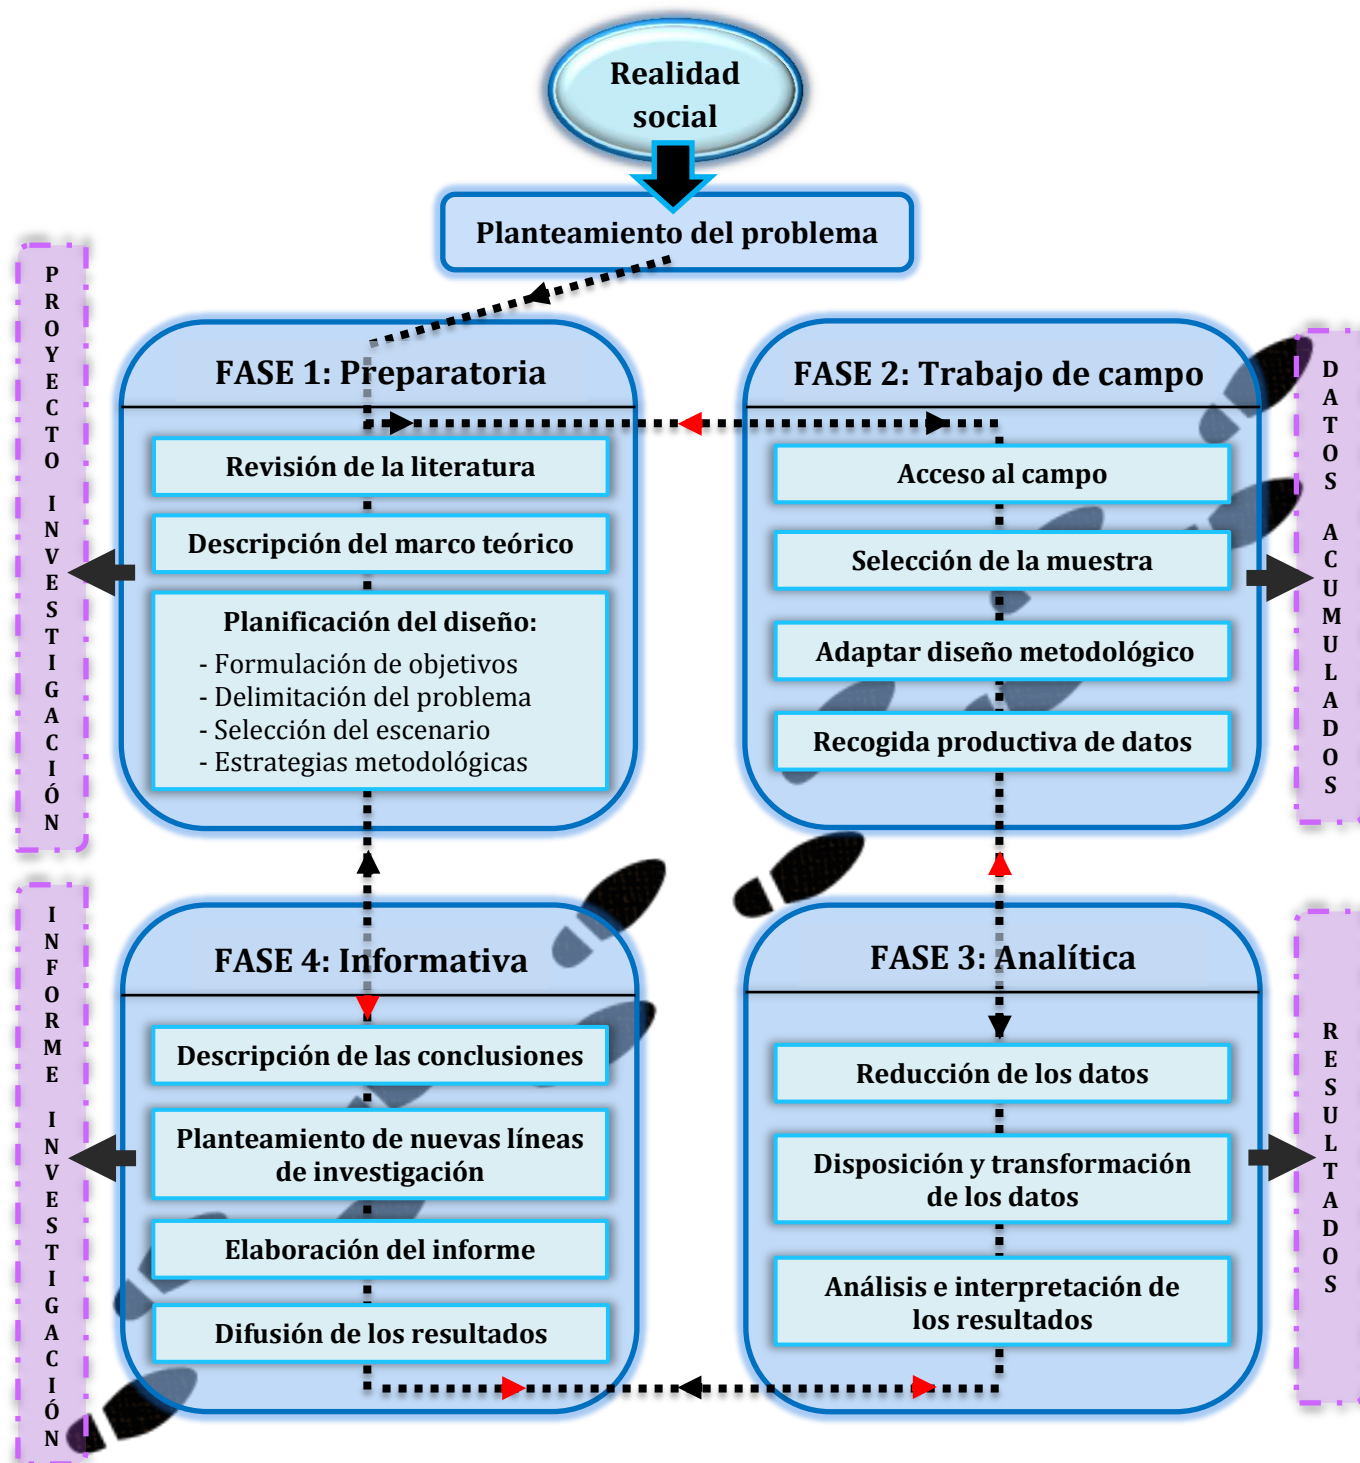 Realidad
social
Planteamiento del problema
PROYECTO INVESTIGACIÓN
FASE 1: Preparatoria
Revisión de la literatura
Descripción del marco teórico
Planificación del diseño:
- Formulación de objetivos
- Delimitación del problema
- Selección del escenario
- Estrategias metodológicas
FASE 2: Trabajo de campo
Acceso al campo
Selección de la muestra
Adaptar diseño metodológico
Recogida productiva de datos
DATOS ACUMULADOS
INFORME INVESTIGACIÓN
FASE 4: Informativa
Descripción de las conclusiones
Planteamiento de nuevas líneas
de investigación
Elaboración del informe
Difusión de los resultados
FASE 3: Analítica
Reducción de los datos
Disposición y transformación
de los datos
Análisis e interpretación de
los resultados
RESULTADOS